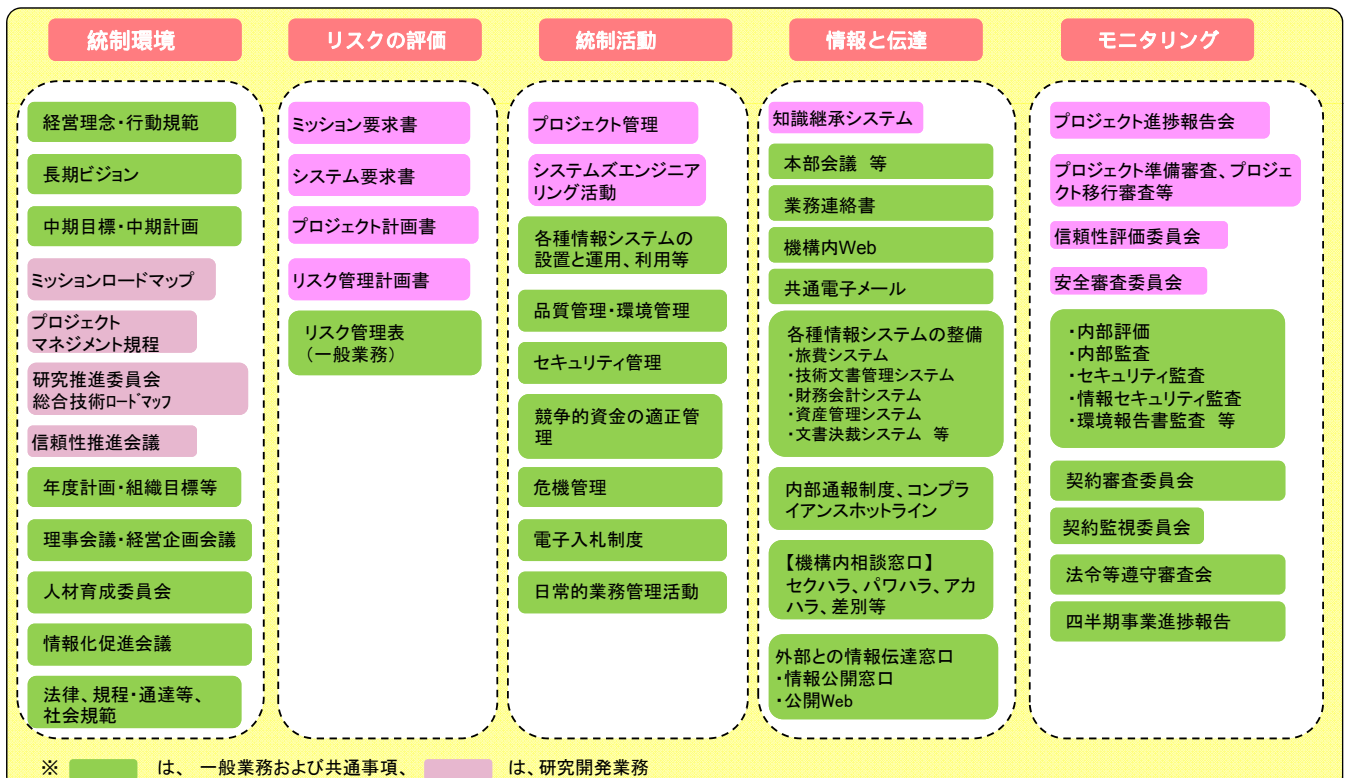 統制環境
経営理念・行動規範
長期ビジョン
中期目標・中期計画
ミッションロードマップ
プロジェクト
マネジメント規程
研究推進委員会
総合技術ﾛｰﾄﾞﾏｯﾌﾟ
信頼性推進会議
年度計画・組織目標等
理事会議・経営企画会議
人材育成委員会
情報化促進会議
法律、規程・通達等、
社会規範
リスクの評価
ミッション要求書
システム要求書
プロジェクト計画書
リスク管理計画書
リスク管理表
（一般業務）
統制活動
プロジェクト管理
システムズエンジニア
リング活動
各種情報システムの
設置と運用、利用等
品質管理・環境管理
セキュリティ管理
競争的資金の適正管
理
危機管理
電子入札制度
日常的業務管理活動
情報と伝達
知識継承システム
本部会議　等
業務連絡書
機構内Web
共通電子メール
各種情報システムの整備
・旅費システム
・技術文書管理システム
・財務会計システム
・資産管理システム
・文書決裁システム　等
内部通報制度、コンプラ
イアンスホットライン
【機構内相談窓口】
セクハラ、パワハラ、アカ
ハラ、差別等
外部との情報伝達窓口
・情報公開窓口
・公開Web
モニタリング
プロジェクト進捗報告会
プロジェクト準備審査、プロジェ
クト移行審査等
信頼性評価委員会
安全審査委員会
・内部評価
・内部監査
・セキュリティ監査
・情報セキュリティ監査
・環境報告書監査　等
契約審査委員会
契約監視委員会
法令等遵守審査会
四半期事業進捗報告
※　は、 一般業務および共通事項、　は、研究開発業務